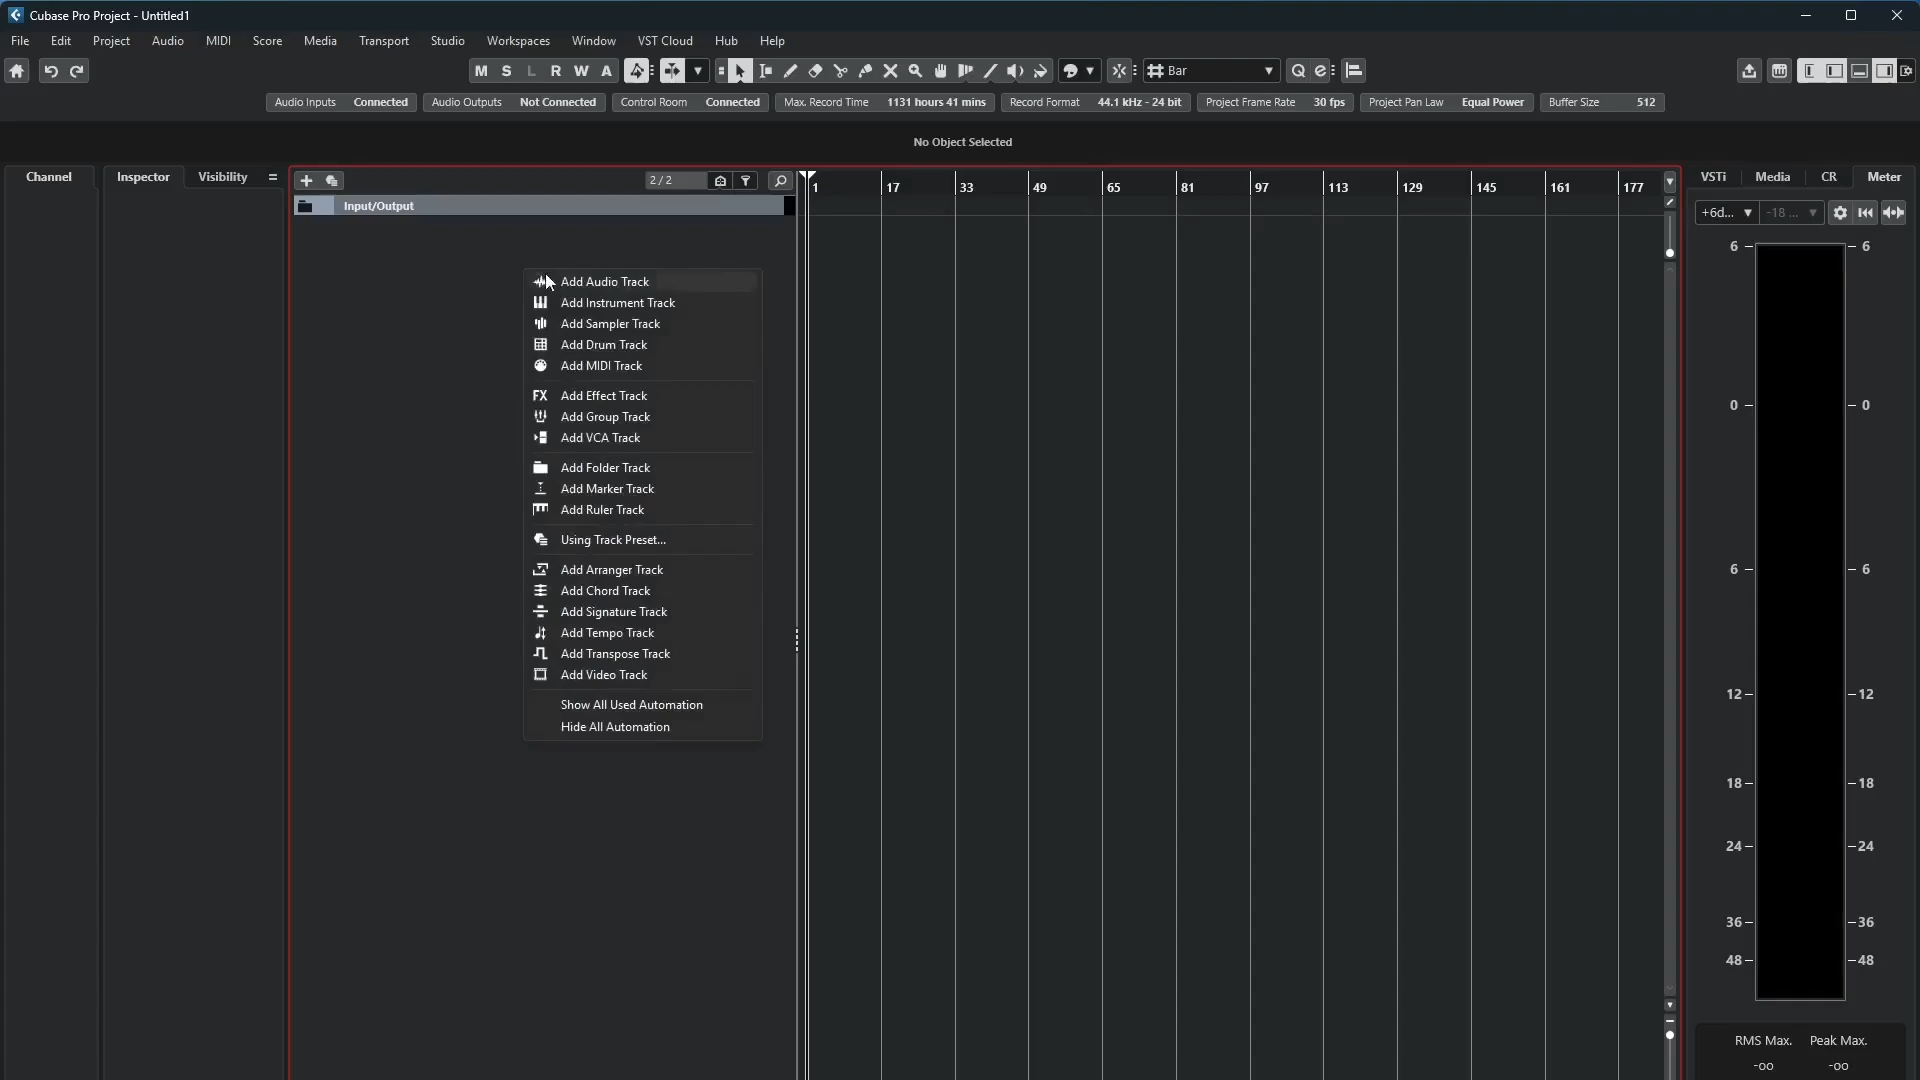 Cubase Pro Project - Untitled1
File Edit Project Audio MIDI Score Media Transport Studio Workspaces Window VST Cloud Hub Help
M S L R W A Bar Q e
Audio Inputs Connected Audio Outputs Not Connected Control Room Connected Max. Record Time 1131 hours 41 mins Record Format 44.1 kHz - 24 bit Project Frame Rate 30 fps Project Pan Law Equal Power Buffer Size 512
No Object Selected
Channel Inspector Visibility 2 / 2 1 17 33 49 65 81 97 113 129 145 161 177 VSTi Media CR Meter
Input/Output
+6d... -18 ...
Add Audio Track
Add Instrument Track
Add Sampler Track
Add Drum Track
Add MIDI Track
FX Add Effect Track
Add Group Track
Add VCA Track
Add Folder Track
Add Marker Track
Add Ruler Track
Using Track Preset...
Add Arranger Track
Add Chord Track
Add Signature Track
Add Tempo Track
Add Transpose Track
Add Video Track
Show All Used Automation
Hide All Automation
6 – – 6
0 – – 0
6 – – 6
12 – – 12
18 – – 18
24 – – 24
36 – – 36
48 – – 48
RMS Max. Peak Max.
-oo -oo